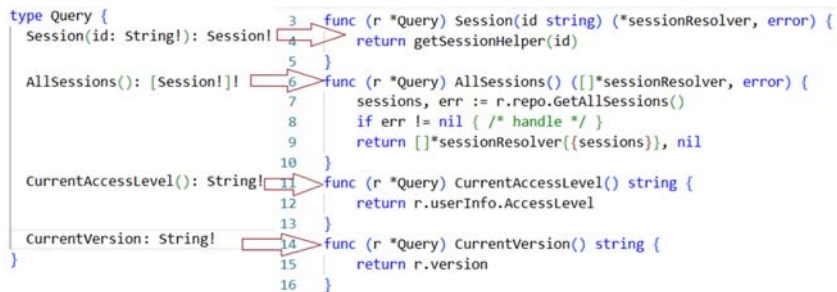 type Query {
Session(id: String!): Session!
AllSessions(): [Session!]!
CurrentAccessLevel(): String!
CurrentVersion: String!
}
3 func (r *Query) Session(id string) (*sessionResolver, error) {
4 return getSessionHelper(id)
5 }
6 func (r *Query) AllSessions() ([]*sessionResolver, error) {
7 sessions, err := r.repo.GetAllSessions()
8 if err != nil { /* handle */ }
9 return []*sessionResolver{{sessions}}, nil
10 }
11 func (r *Query) CurrentAccessLevel() string {
12 return r.userInfo.AccessLevel
13 }
14 func (r *Query) CurrentVersion() string {
15 return r.version
16 }